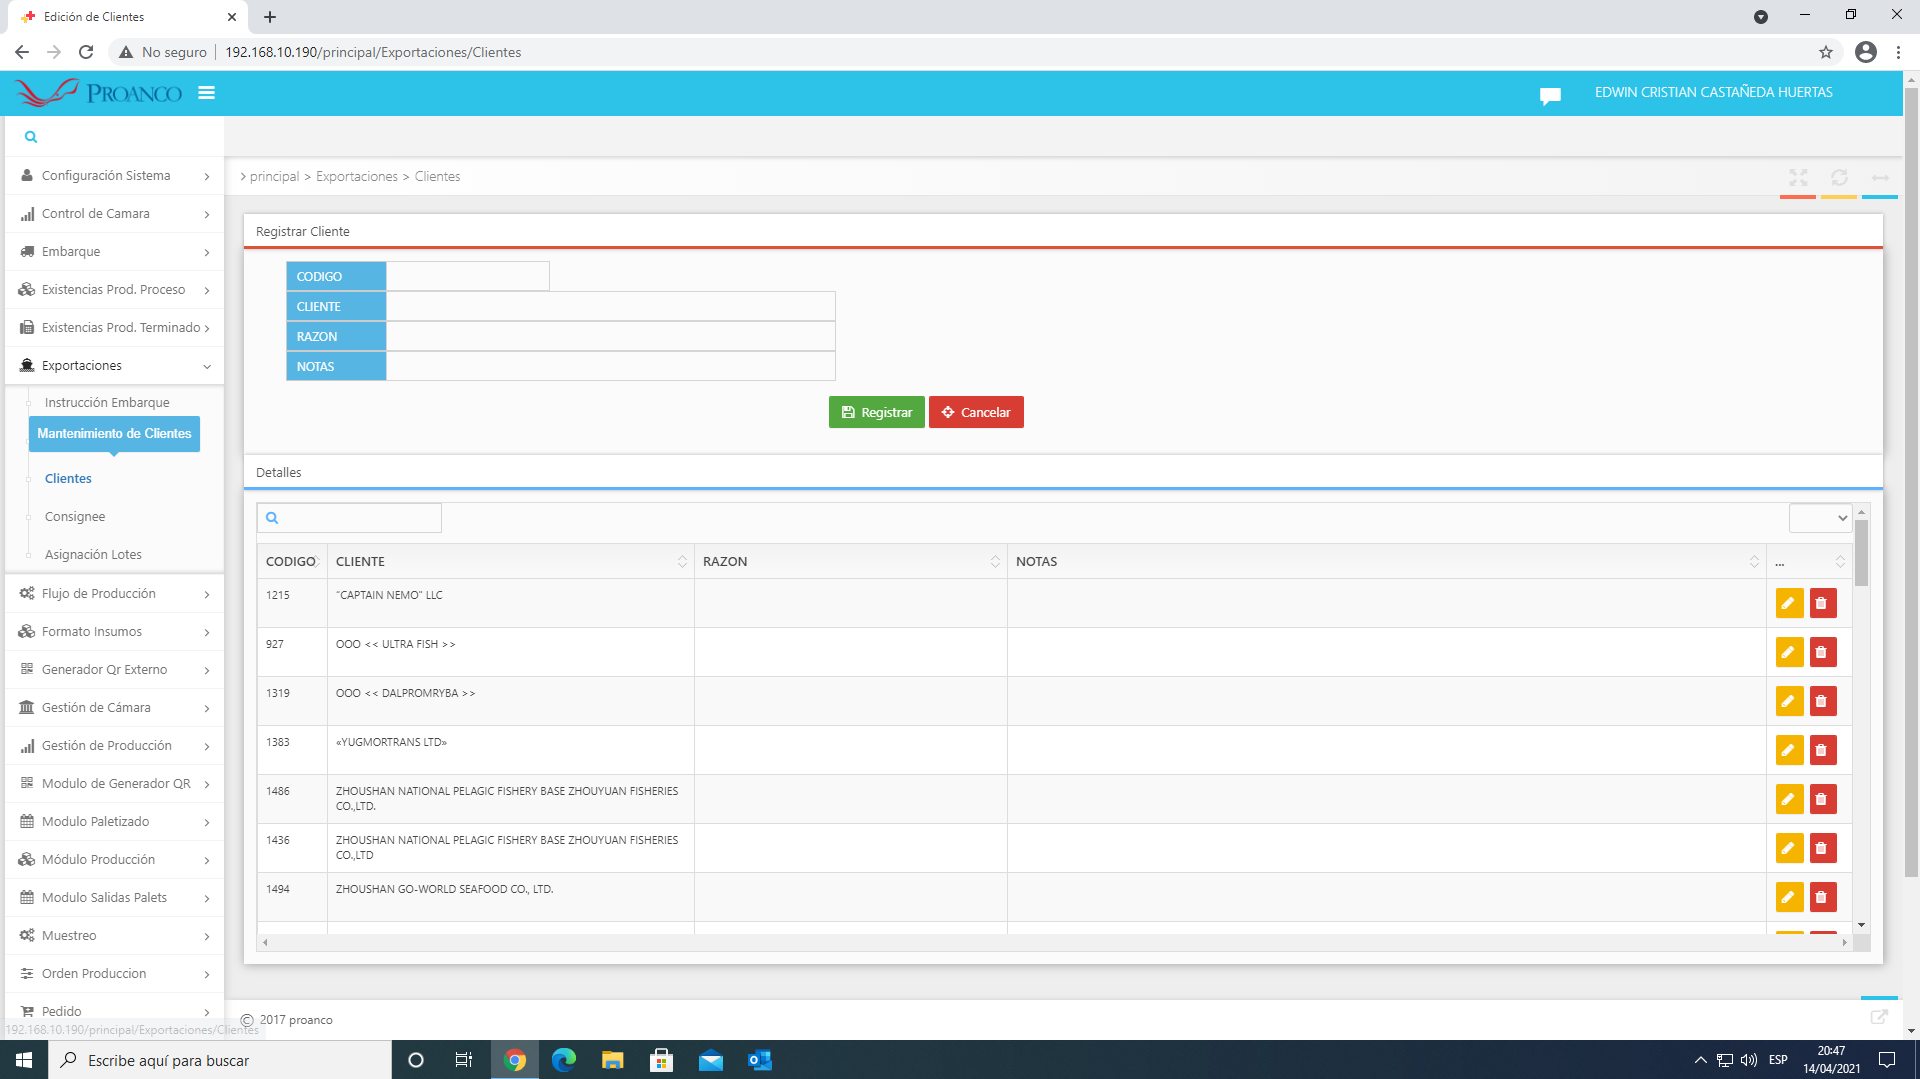 Edición de Clientes
No seguro
192.168.10.190/principal/Exportaciones/Clientes
PROANCO
EDWIN CRISTIAN CASTAÑEDA HUERTAS
Configuración Sistema
Control de Camara
Embarque
Existencias Prod. Proceso
Existencias Prod. Terminado
Exportaciones
Instrucción Embarque
Mantenimiento de Clientes
Clientes
Consignee
Asignación Lotes
Flujo de Producción
Formato Insumos
Generador Qr Externo
Gestión de Cámara
Gestión de Producción
Modulo de Generador QR
Modulo Paletizado
Módulo Producción
Modulo Salidas Palets
Muestreo
Orden Produccion
Pedido
192.168.10.190/principal/Exportaciones/Clientes
> principal > Exportaciones > Clientes
Registrar Cliente
CODIGO
CLIENTE
RAZON
NOTAS
Registrar Cancelar
Detalles
CODIGO CLIENTE RAZON NOTAS ...
1215 "CAPTAIN NEMO" LLC
927 OOO << ULTRA FISH >>
1319 OOO << DALPROMRYBA >>
1383 «YUGMORTRANS LTD»
1486 ZHOUSHAN NATIONAL PELAGIC FISHERY BASE ZHOUYUAN FISHERIES
CO.,LTD.
1436 ZHOUSHAN NATIONAL PELAGIC FISHERY BASE ZHOUYUAN FISHERIES
CO.,LTD
1494 ZHOUSHAN GO-WORLD SEAFOOD CO., LTD.
© 2017 proanco
Escribe aquí para buscar
ESP
20:47
14/04/2021